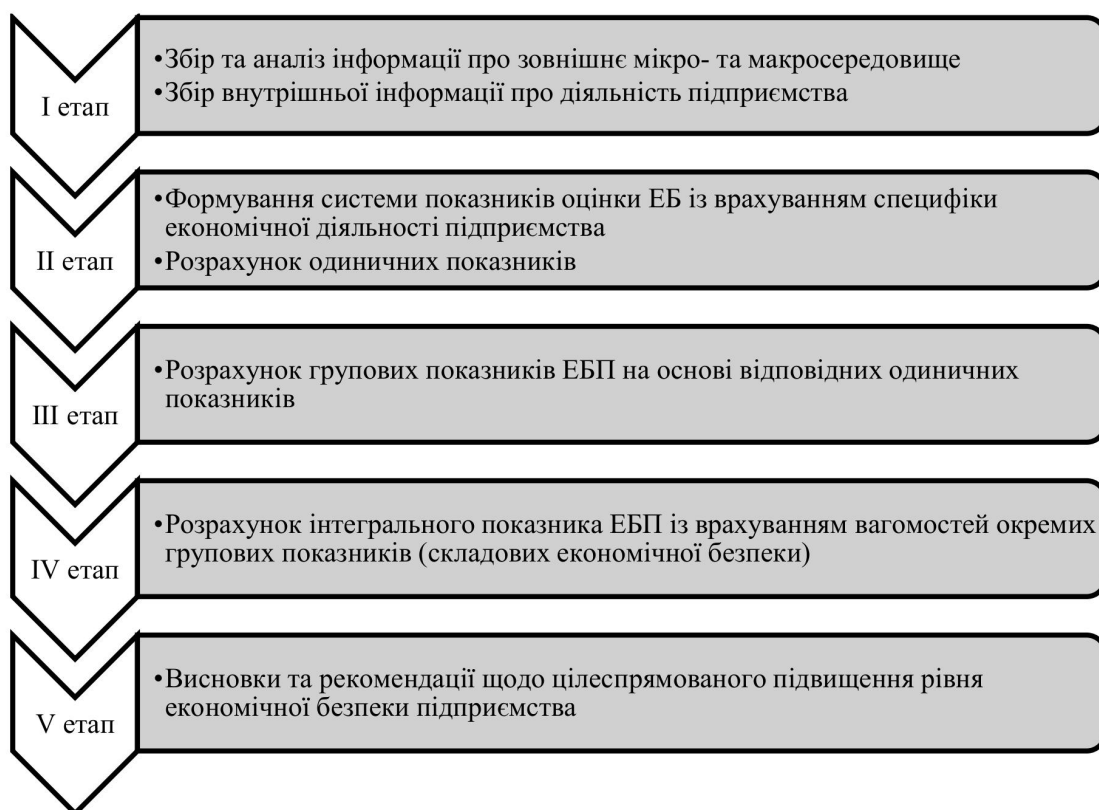 I етап
•Збір та аналіз інформації про зовнішнє мікро- та макросередовище
•Збір внутрішньої інформації про діяльність підприємства
II етап
•Формування системи показників оцінки ЕБ із врахуванням специфіки
економічної діяльності підприємства
•Розрахунок одиничних показників
III етап
•Розрахунок групових показників ЕБП на основі відповідних одиничних
показників
IV етап
•Розрахунок інтегрального показника ЕБП із врахуванням вагомостей окремих
групових показників (складових економічної безпеки)
V етап
•Висновки та рекомендації щодо цілеспрямованого підвищення рівня
економічної безпеки підприємства